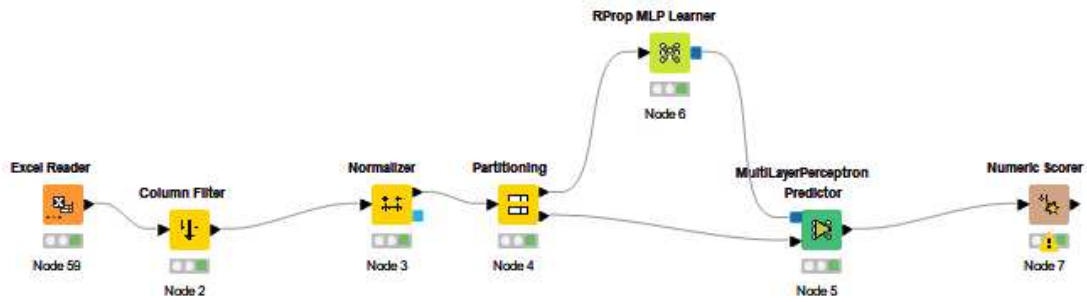 RProp MLP Learner
Node 6
Excel Reader
Node 59
Column Filter
Node 2
Normalizer
Node 3
Partitioning
Node 4
MultiLayerPerceptron
Predictor
Node 5
Numeric Scorer
Node 7